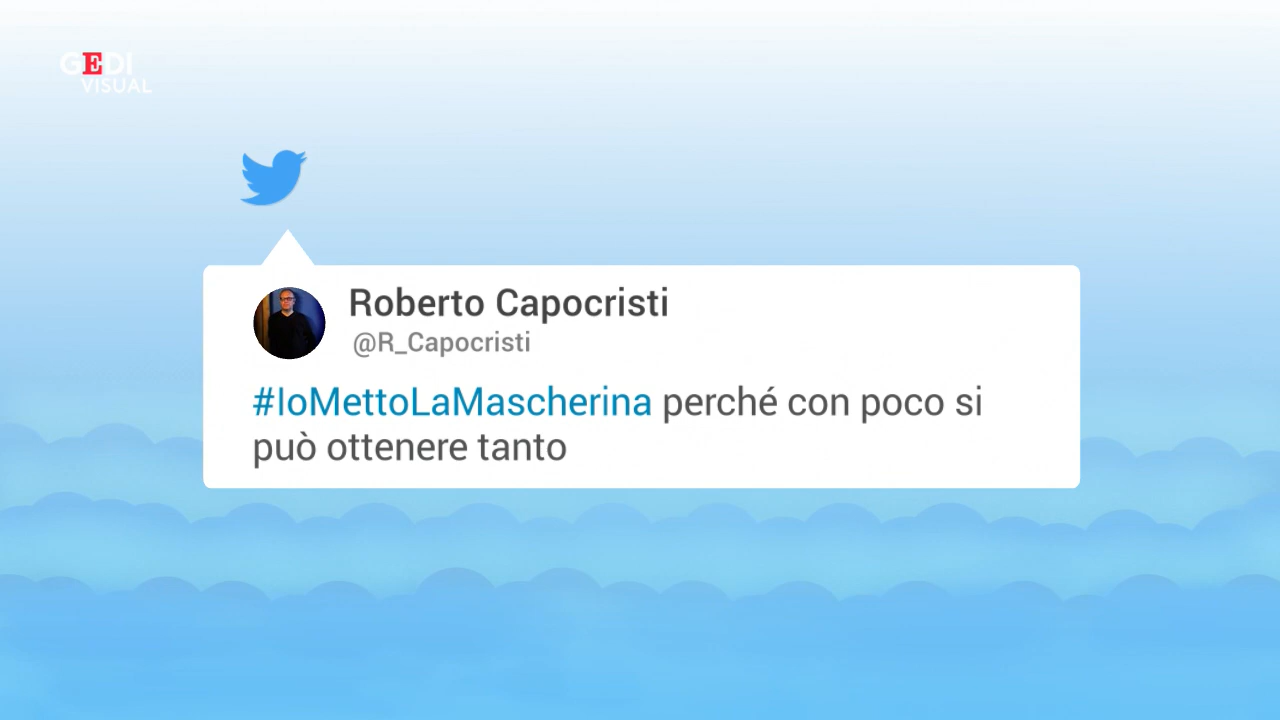 GEDI
VISUAL
Roberto Capocristi
@R_Capocristi
#IoMettoLaMascherina perché con poco si
può ottenere tanto